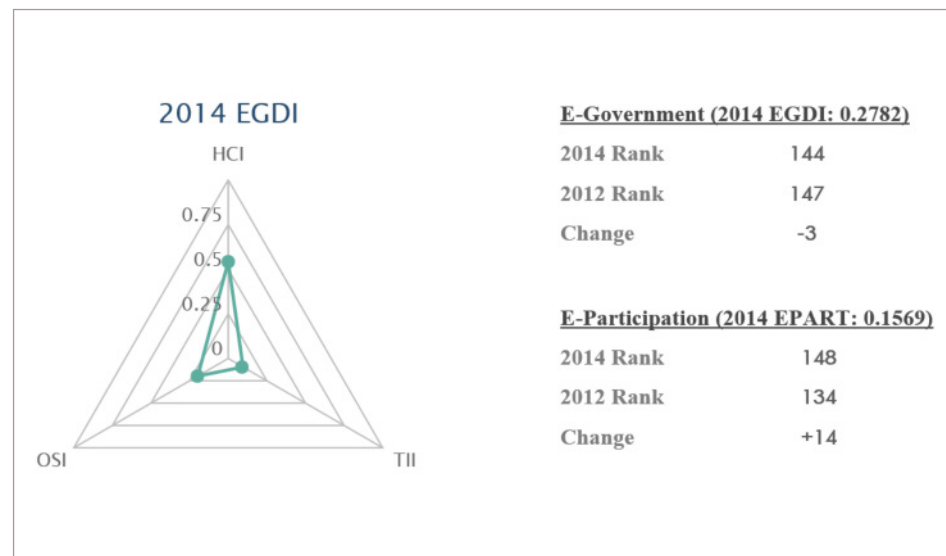 2014 EGDI
HCI
0.75
0.5
0.25
0
OSI
TII
E-Government (2014 EGDI: 0.2782)
2014 Rank 144
2012 Rank 147
Change -3
E-Participation (2014 EPART: 0.1569)
2014 Rank 148
2012 Rank 134
Change +14